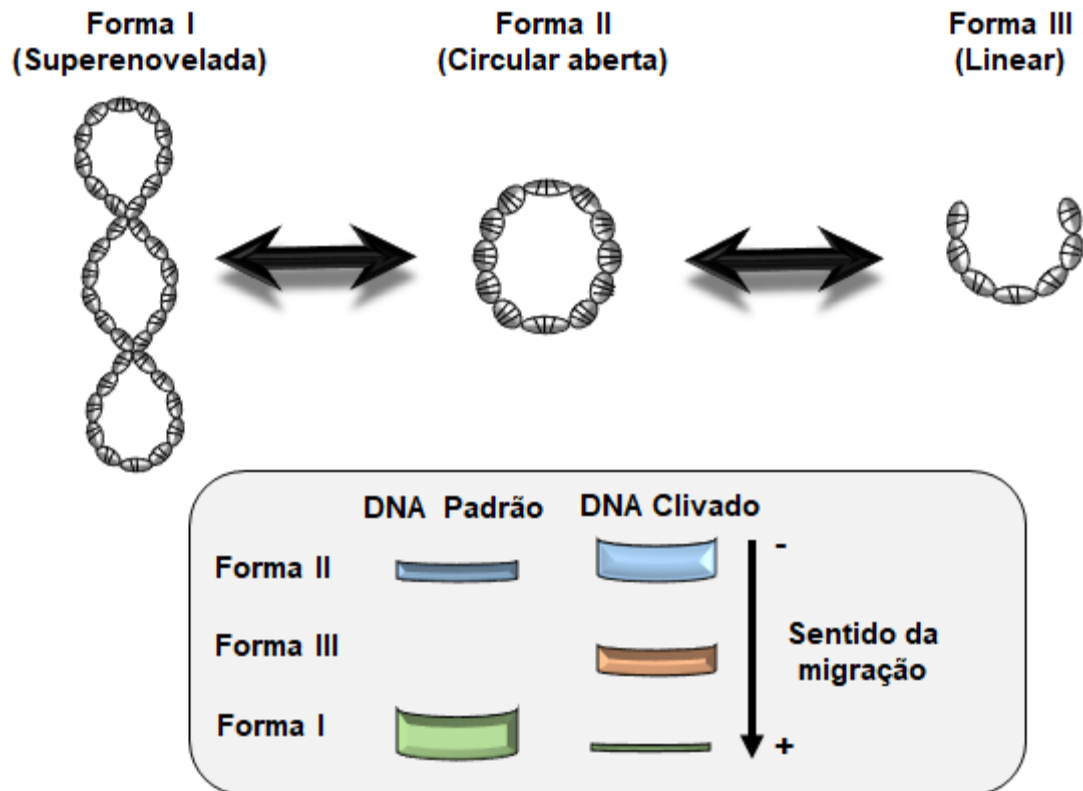 Forma I
(Superenovelada)
Forma II
(Circular aberta)
Forma III
(Linear)
DNA Padrão
DNA Clivado
Forma II
Forma III
Forma I
-
Sentido da
migração
+